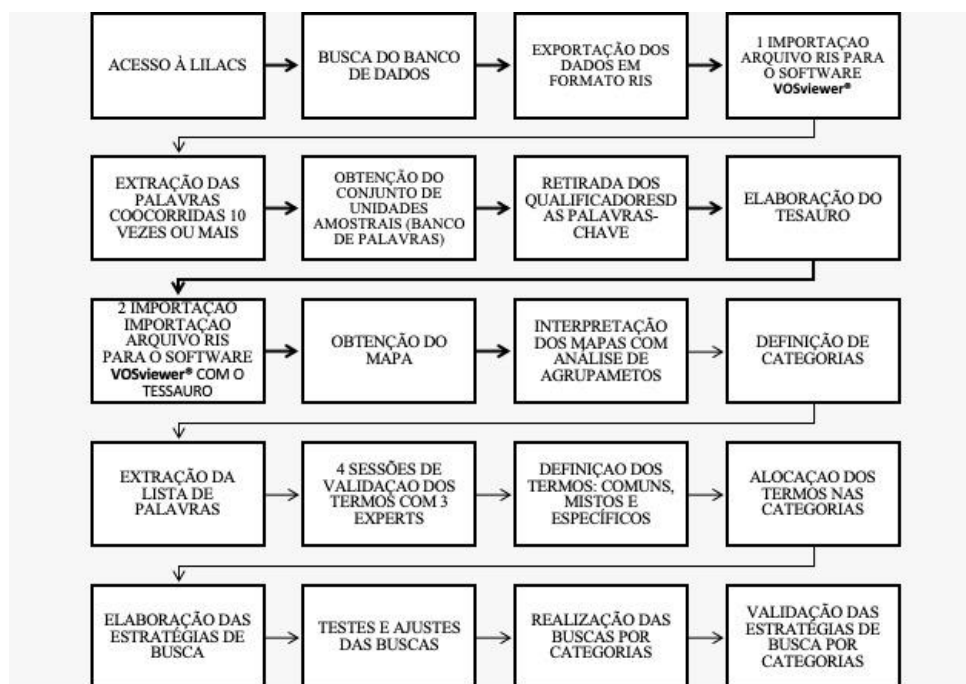 ACESSO À LILACS
BUSCA DO BANCO
DE DADOS
EXPORTAÇÃO DOS
DADOS EM
FORMATO RIS
1 IMPORTAÇAO
ARQUIVO RIS PARA
O SOFTWARE
VOSviewer®
EXTRAÇÃO DAS
PALAVRAS
COOCORRIDAS 10
VEZES OU MAIS
OBTENÇÃO DO
CONJUNTO DE
UNIDADES
AMOSTRAIS (BANCO
DE PALAVRAS)
RETIRADA DOS
QUALIFICADORESD
AS PALAVRAS-
CHAVE
ELABORAÇÃO DO
TESAURO
2 IMPORTAÇAO
IMPORTAÇAO
ARQUIVO RIS
PARA O SOFTWARE
VOSviewer® COM O
TESSAURO
OBTENÇÃO DO
MAPA
INTERPRETAÇÃO
DOS MAPAS COM
ANÁLISE DE
AGRUPAMETOS
DEFINIÇÃO DE
CATEGORIAS
EXTRAÇÃO DA
LISTA DE
PALAVRAS
4 SESSÕES DE
VALIDAÇAO DOS
TERMOS COM 3
EXPERTS
DEFINIÇAO DOS
TERMOS: COMUNS,
MISTOS E
ESPECÍFICOS
ALOCAÇAO DOS
TERMOS NAS
CATEGORIAS
ELABORAÇÃO DAS
ESTRATÉGIAS DE
BUSCA
TESTES E AJUSTES
DAS BUSCAS
REALIZAÇÃO DAS
BUSCAS POR
CATEGORIAS
VALIDAÇÃO DAS
ESTRATÉGIAS DE
BUSCA POR
CATEGORIAS